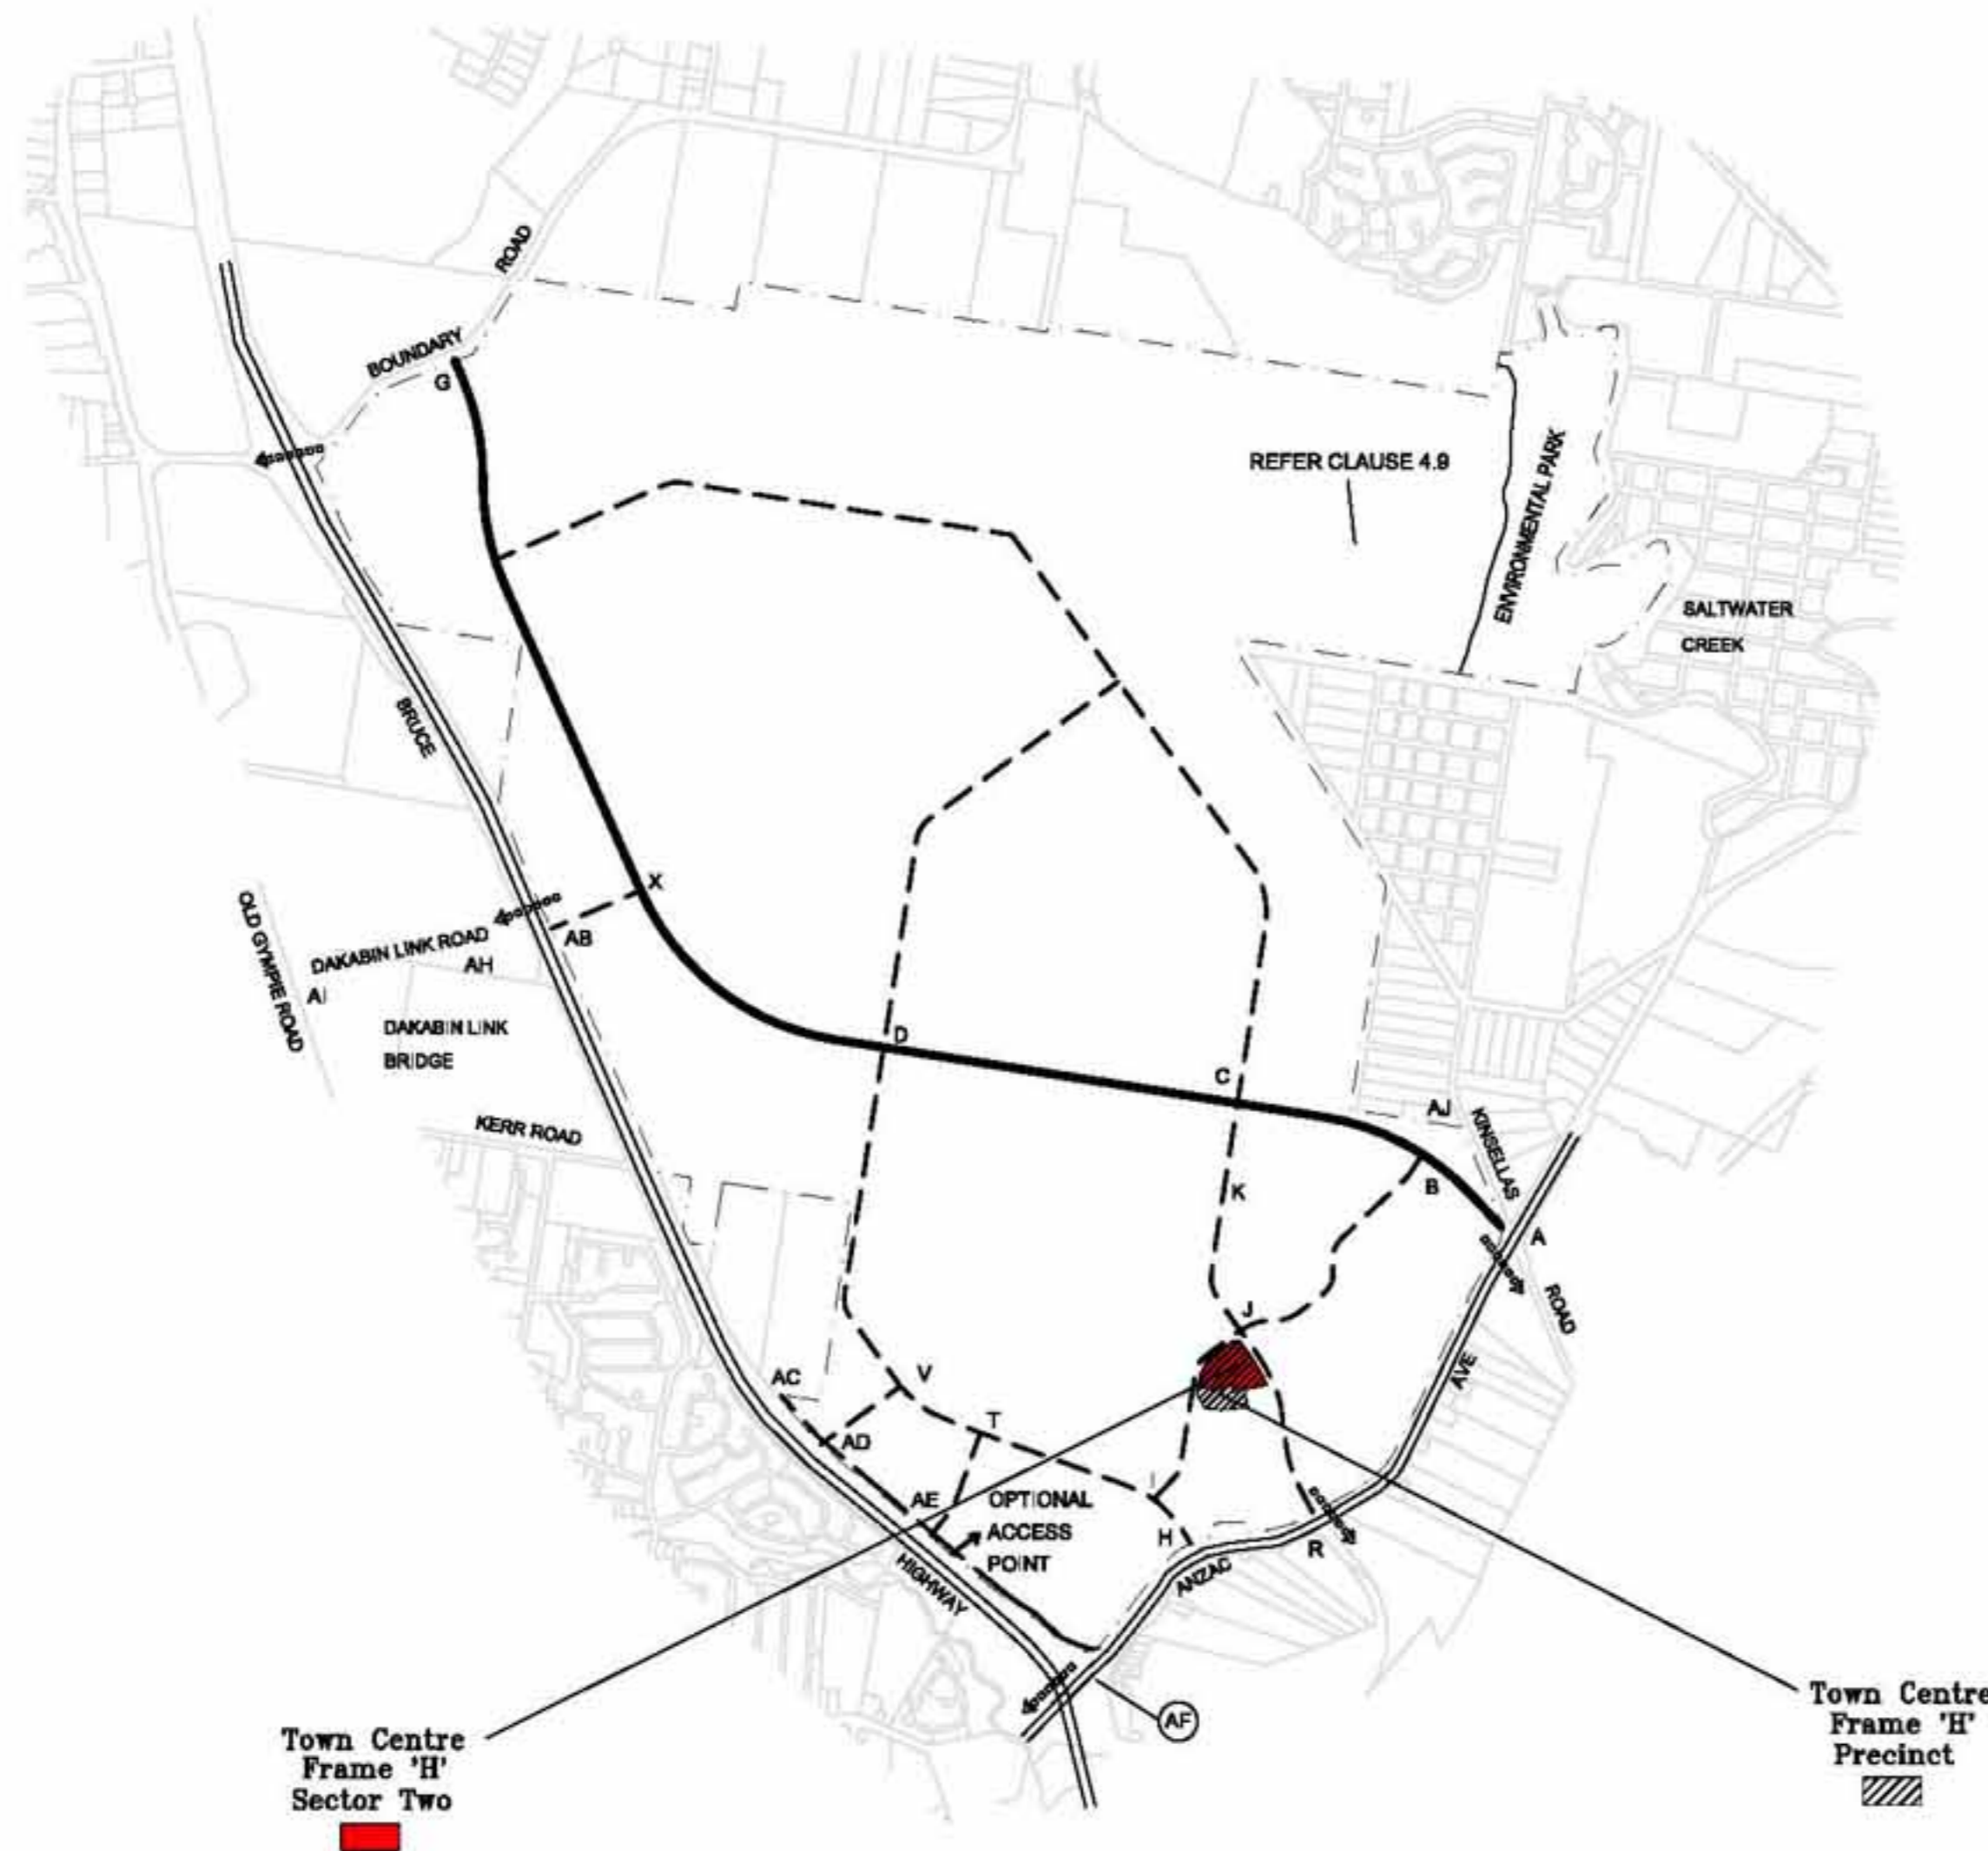 ROAD
BOUNDARY
G
REFER CLAUSE 4.9
ENVIRONMENTAL PARK
SALTWATER
CREEK
BRUCE
X
OLD GYMPIE ROAD
DAKABIN LINK ROAD
AB
AH
AI
DAKABIN LINK
BRIDGE
D
C
AJ
KINSELLAS
KERR ROAD
K
B
A
ROAD
J
AVE
AC
V
T
AD
I
AE
OPTIONAL
ACCESS
POINT
H
R
ANZAC
HIGHWAY
AF
Town Centre
Frame 'H'
Precinct
Town Centre
Frame 'H'
Sector Two